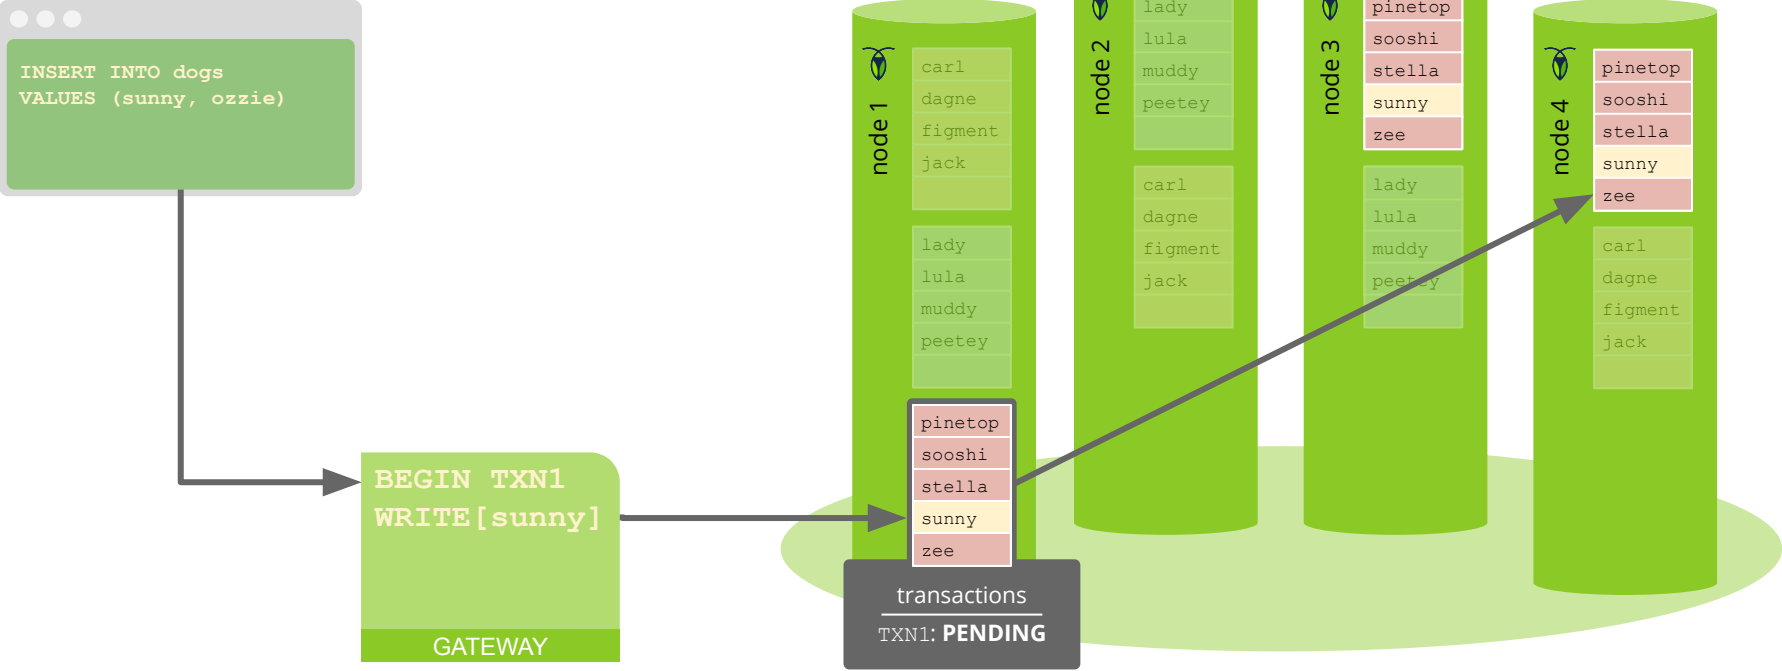 INSERT INTO dogs
VALUES (sunny, ozzie)
BEGIN TXN1
WRITE[sunny]
GATEWAY
node 1
carl
dagne
figment
jack
lady
lula
muddy
peetey
pinetop
sooshi
stella
sunny
zee
transactions
TXN1: PENDING
node 2
lady
lula
muddy
peetey
carl
dagne
figment
jack
node 3
pinetop
sooshi
stella
sunny
zee
lady
lula
muddy
peetey
node 4
pinetop
sooshi
stella
sunny
zee
carl
dagne
figment
jack